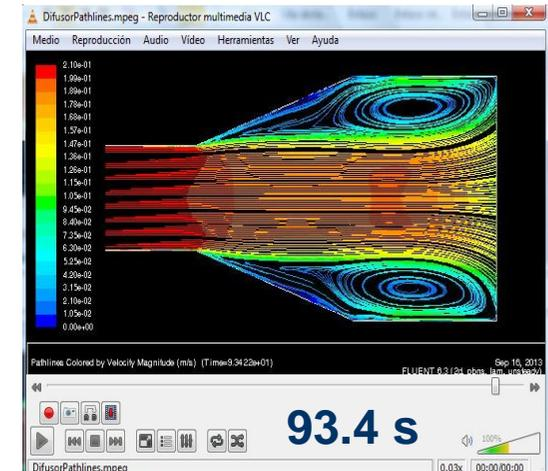 DifusorPathlines.mpeg - Reproductor multimedia VLC
Medio Reproducción Audio Vídeo Herramientas Ver Ayuda
2.10e-01
1.99e-01
1.89e-01
1.78e-01
1.68e-01
1.57e-01
1.47e-01
1.36e-01
1.26e-01
1.15e-01
1.05e-01
9.45e-02
8.40e-02
7.35e-02
6.30e-02
5.25e-02
4.20e-02
3.15e-02
2.10e-02
1.05e-02
0.00e+00
Pathlines Colored by Velocity Magnitude (m/s) (Time=9.3422e+01)
Sep 16, 2013
FLUENT 6.3 (2d, pbns, lam, unsteady)
93.4 s
100%
DifusorPathlines.mpeg
0.03x
00:00/00:00